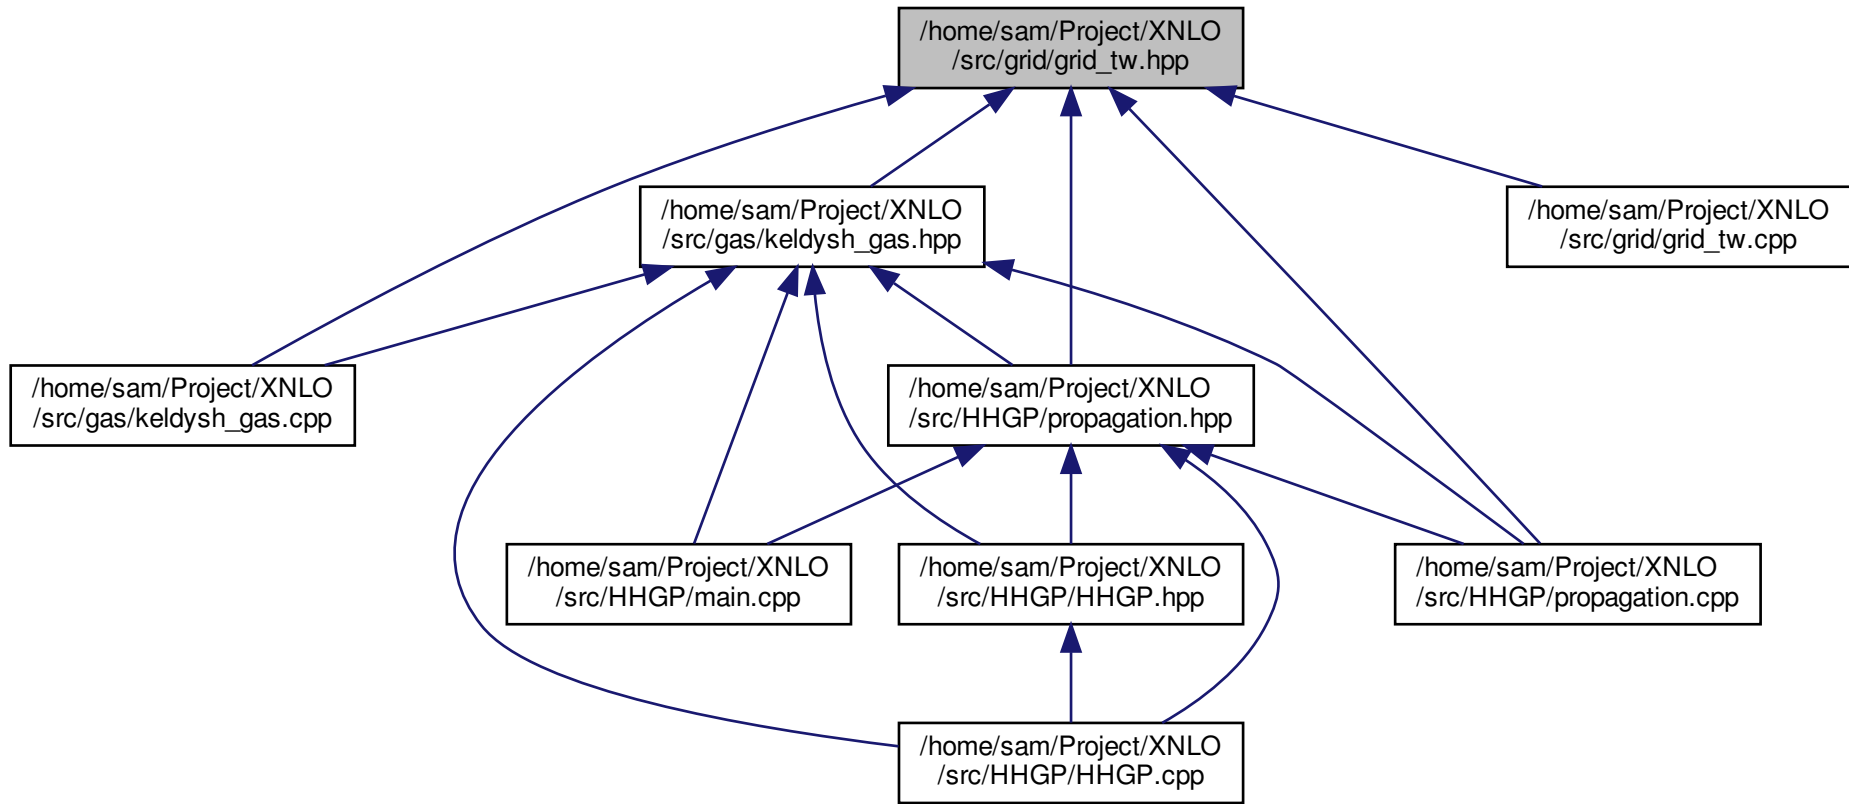 /home/sam/Project/XNLO
/src/grid/grid_tw.hpp
/home/sam/Project/XNLO
/src/gas/keldysh_gas.hpp
/home/sam/Project/XNLO
/src/grid/grid_tw.cpp
/home/sam/Project/XNLO
/src/gas/keldysh_gas.cpp
/home/sam/Project/XNLO
/src/HHGP/propagation.hpp
/home/sam/Project/XNLO
/src/HHGP/main.cpp
/home/sam/Project/XNLO
/src/HHGP/HHGP.hpp
/home/sam/Project/XNLO
/src/HHGP/propagation.cpp
/home/sam/Project/XNLO
/src/HHGP/HHGP.cpp